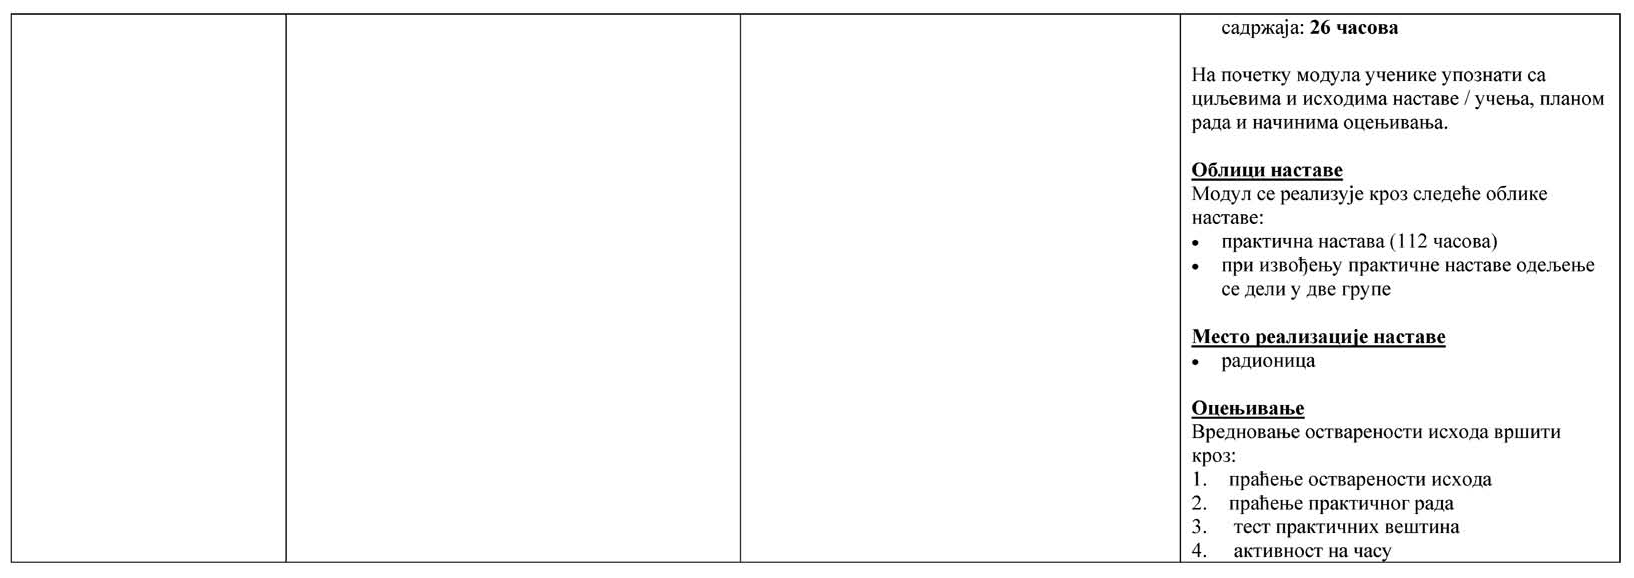 садржаја: 26 часова
На почетку модула ученике упознати са
циљевима и исходима наставе / учења, планом
рада и начинима оцењивања.
Облици наставе
Модул се реализује кроз следеће облике
наставе:
• практична настава (112 часова)
• при извођењу практичне наставе одељење
се дели у две групе
Место реализације наставе
• радионица
Оцењивање
Вредновање остварености исхода вршити
кроз:
1. праћење остварености исхода
2. праћење практичног рада
3. тест практичних вештина
4. активност на часу